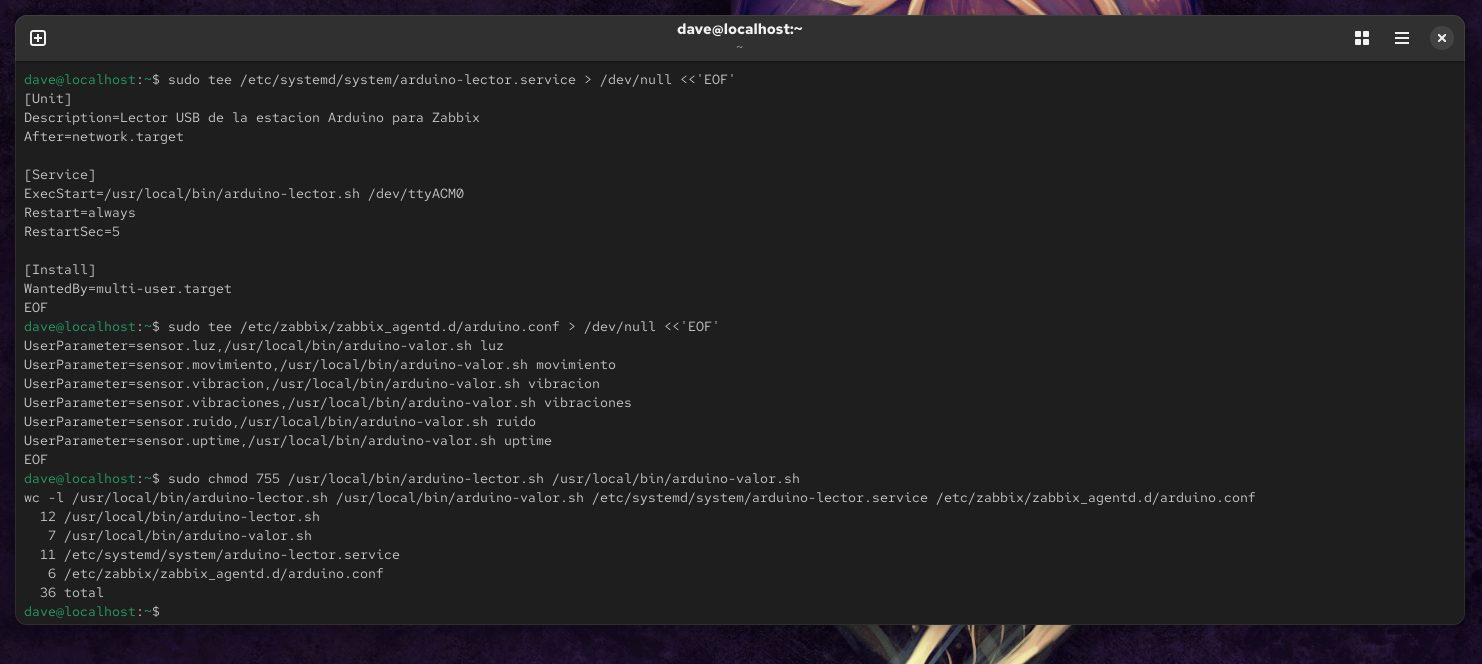 dave@localhost:~
~
dave@localhost:~$ sudo tee /etc/systemd/system/arduino-lector.service > /dev/null <<'EOF'
[Unit]
Description=Lector USB de la estacion Arduino para Zabbix
After=network.target
[Service]
ExecStart=/usr/local/bin/arduino-lector.sh /dev/ttyACM0
Restart=always
RestartSec=5
[Install]
WantedBy=multi-user.target
EOF
dave@localhost:~$ sudo tee /etc/zabbix/zabbix_agentd.d/arduino.conf > /dev/null <<'EOF'
UserParameter=sensor.luz,/usr/local/bin/arduino-valor.sh luz
UserParameter=sensor.movimiento,/usr/local/bin/arduino-valor.sh movimiento
UserParameter=sensor.vibracion,/usr/local/bin/arduino-valor.sh vibracion
UserParameter=sensor.vibraciones,/usr/local/bin/arduino-valor.sh vibraciones
UserParameter=sensor.ruido,/usr/local/bin/arduino-valor.sh ruido
UserParameter=sensor.uptime,/usr/local/bin/arduino-valor.sh uptime
EOF
dave@localhost:~$ sudo chmod 755 /usr/local/bin/arduino-lector.sh /usr/local/bin/arduino-valor.sh
wc -l /usr/local/bin/arduino-lector.sh /usr/local/bin/arduino-valor.sh /etc/systemd/system/arduino-lector.service /etc/zabbix/zabbix_agentd.d/arduino.conf
12 /usr/local/bin/arduino-lector.sh
7 /usr/local/bin/arduino-valor.sh
11 /etc/systemd/system/arduino-lector.service
6 /etc/zabbix/zabbix_agentd.d/arduino.conf
36 total
dave@localhost:~$